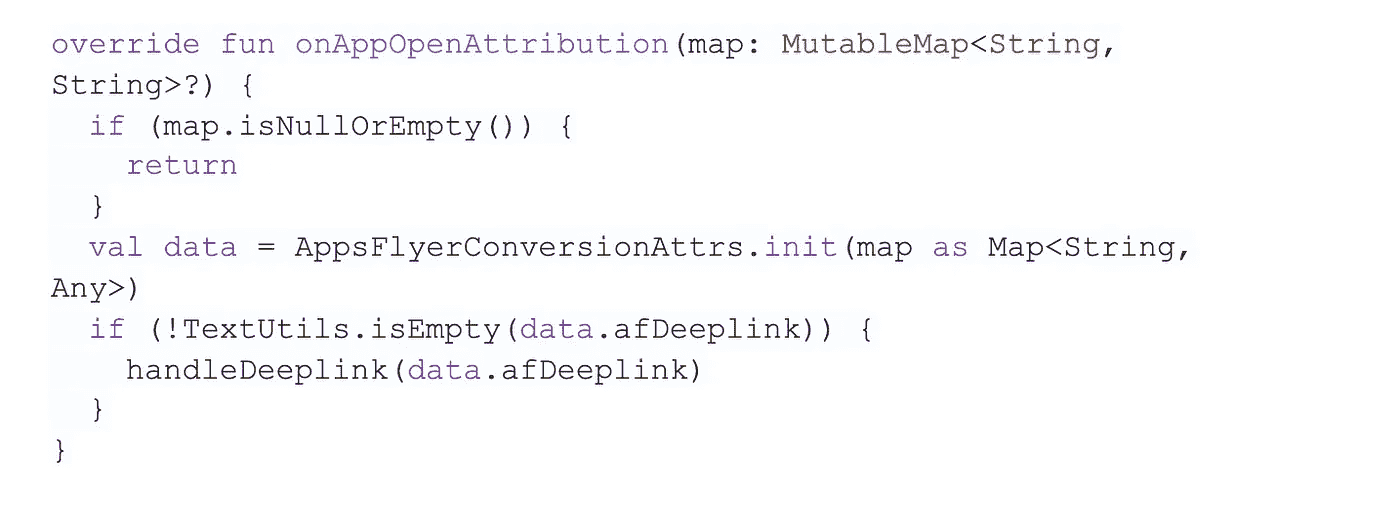 override fun onAppOpenAttribution(map: MutableMap<String,
String>?) {
  if (map.isNullOrEmpty()) {
    return
  }
  val data = AppsFlyerConversionAttrs.init(map as Map<String,
Any>)
  if (!TextUtils.isEmpty(data.afDeeplink)) {
    handleDeeplink(data.afDeeplink)
  }
}